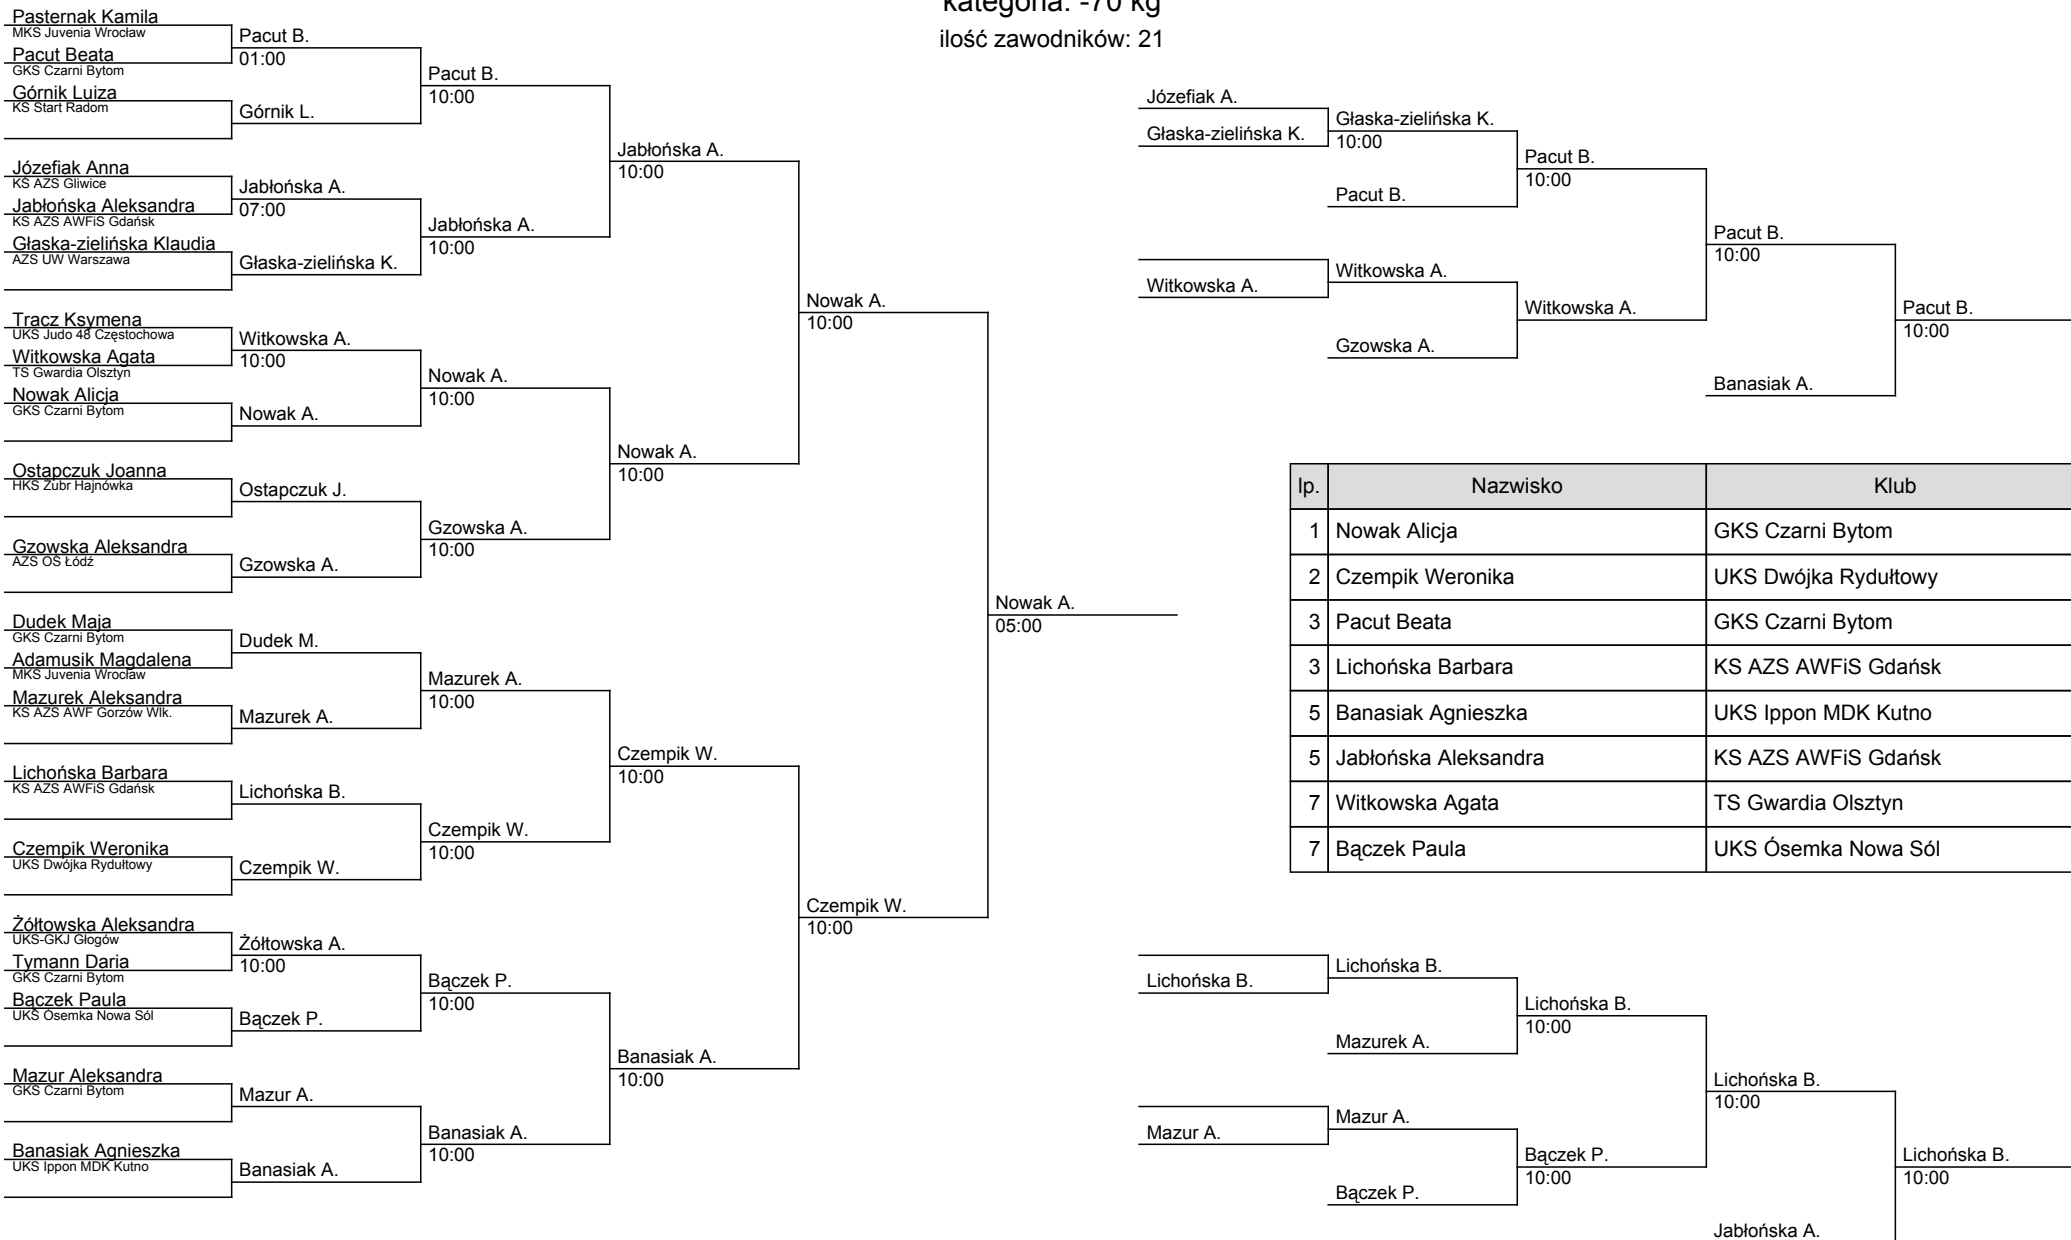 kategoria: -70 kg
ilość zawodników: 21
Pasternak Kamila
MKS Juvenia Wrocław
Pacut Beata
GKS Czarni Bytom
Górnik Luiza
KS Start Radom
Józefiak Anna
KS AZS Gliwice
Jabłońska Aleksandra
KS AZS AWFiS Gdańsk
Głaska-zielińska Klaudia
AZS UW Warszawa
Tracz Ksymena
UKS Judo 48 Częstochowa
Witkowska Agata
TS Gwardia Olsztyn
Nowak Alicja
GKS Czarni Bytom
Ostapczuk Joanna
HKS Żubr Hajnówka
Gzowska Aleksandra
AZS OŚ Łódź
Dudek Maja
GKS Czarni Bytom
Adamusik Magdalena
MKS Juvenia Wrocław
Mazurek Aleksandra
KS AZS AWF Gorzów Wlk.
Lichońska Barbara
KS AZS AWFiS Gdańsk
Czempik Weronika
UKS Dwójka Rydułtowy
Żółtowska Aleksandra
UKS-GKJ Głogów
Tymann Daria
GKS Czarni Bytom
Bączek Paula
UKS Ósemka Nowa Sól
Mazur Aleksandra
GKS Czarni Bytom
Banasiak Agnieszka
UKS Ippon MDK Kutno
Pacut B.
01:00
Górnik L.
Jabłońska A.
07:00
Głaska-zielińska K.
Witkowska A.
10:00
Nowak A.
Ostapczuk J.
Gzowska A.
Dudek M.
Mazurek A.
Lichońska B.
Czempik W.
Żółtowska A.
10:00
Bączek P.
Mazur A.
Banasiak A.
Pacut B.
10:00
Jabłońska A.
10:00
Nowak A.
10:00
Gzowska A.
10:00
Mazurek A.
10:00
Czempik W.
10:00
Bączek P.
10:00
Banasiak A.
10:00
Jabłońska A.
10:00
Nowak A.
10:00
Czempik W.
10:00
Banasiak A.
10:00
Nowak A.
10:00
Czempik W.
10:00
Nowak A.
05:00
Józefiak A.
Głaska-zielińska K.
Witkowska A.
Głaska-zielińska K.
10:00
Pacut B.
Witkowska A.
Gzowska A.
Pacut B.
10:00
Witkowska A.
Pacut B.
10:00
Banasiak A.
Pacut B.
10:00
lp. Nazwisko Klub
1 Nowak Alicja GKS Czarni Bytom
2 Czempik Weronika UKS Dwójka Rydułtowy
3 Pacut Beata GKS Czarni Bytom
3 Lichońska Barbara KS AZS AWFiS Gdańsk
5 Banasiak Agnieszka UKS Ippon MDK Kutno
5 Jabłońska Aleksandra KS AZS AWFiS Gdańsk
7 Witkowska Agata TS Gwardia Olsztyn
7 Bączek Paula UKS Ósemka Nowa Sól
Lichońska B.
Mazur A.
Lichońska B.
Mazurek A.
Mazur A.
Bączek P.
Lichońska B.
10:00
Bączek P.
10:00
Lichońska B.
10:00
Jabłońska A.
Lichońska B.
10:00